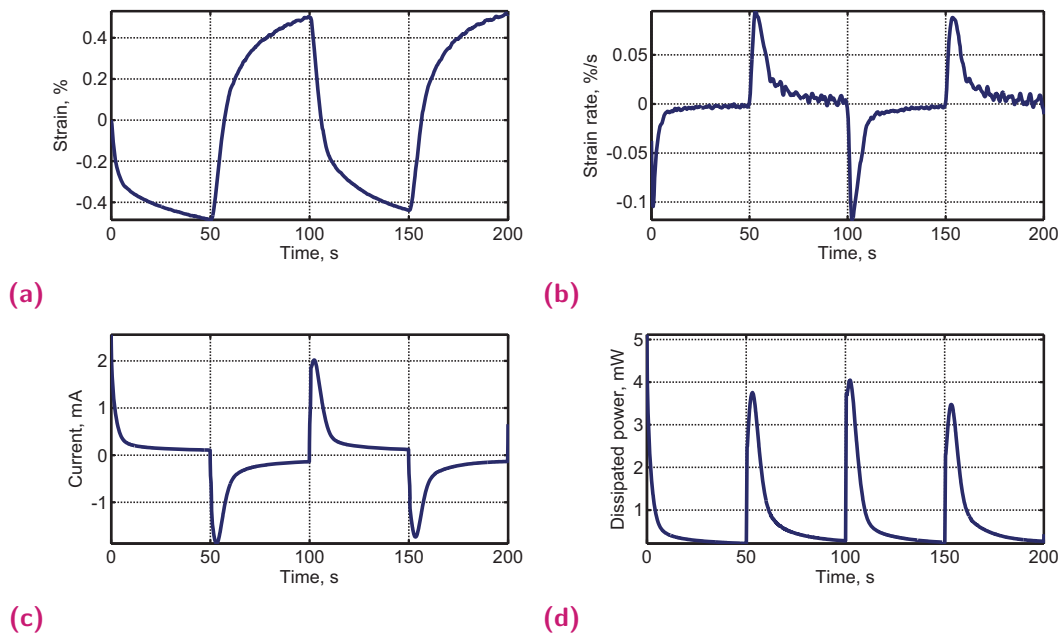 Strain, %
0.4
0.2
0
-0.2
-0.4
0 50 100 150 200
Time, s
(a)
Strain rate, %/s
0.05
0
-0.05
-0.1
0 50 100 150 200
Time, s
(b)
Current, mA
2
1
0
-1
0 50 100 150 200
Time, s
(c)
Dissipated power, mW
5
4
3
2
1
0 50 100 150 200
Time, s
(d)